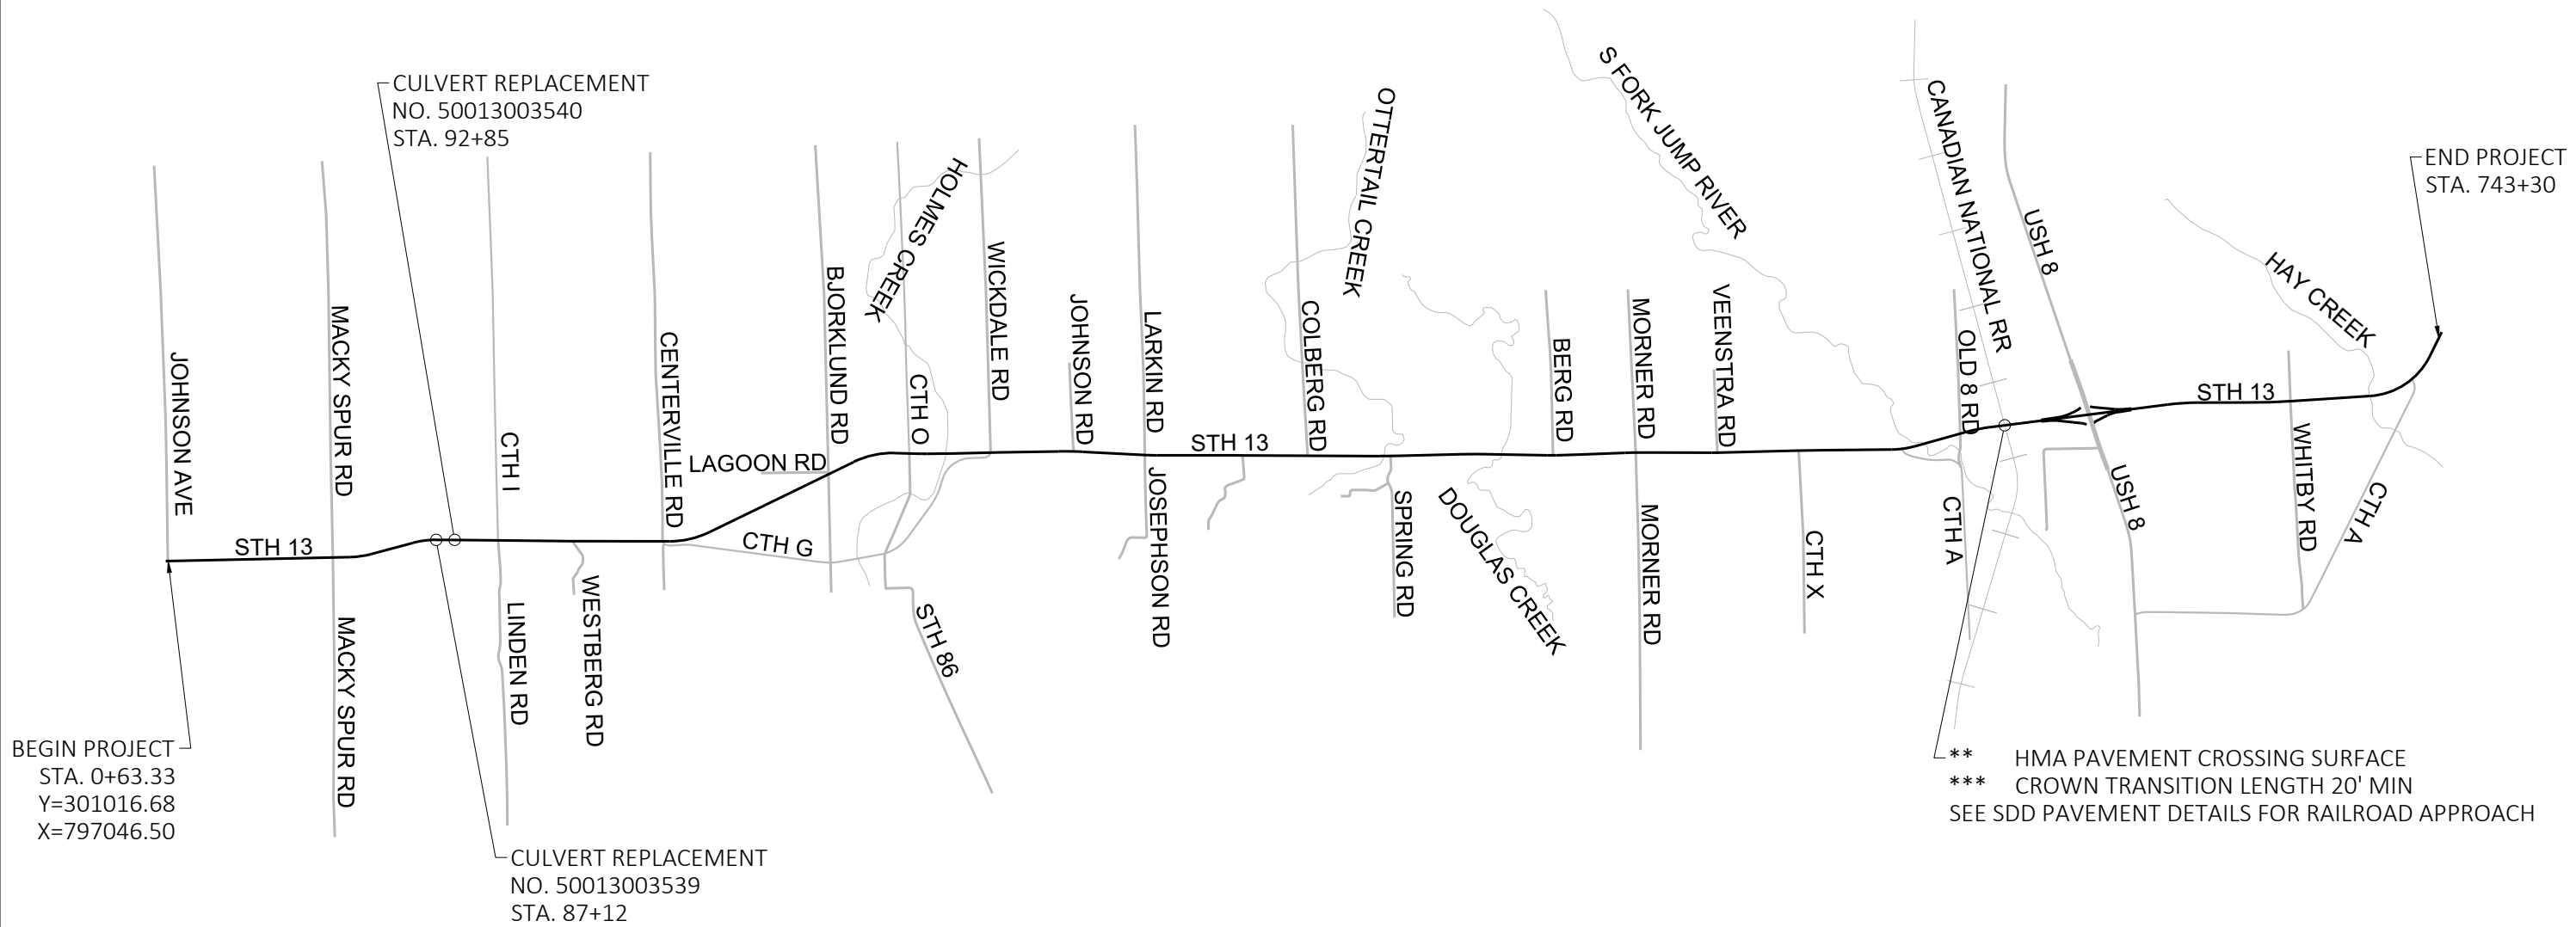 CULVERT REPLACEMENT
NO. 50013003540
STA. 92+85
END PROJECT
STA. 743+30
JOHNSON AVE
MACKY SPUR RD
CTH I
CENTERVILLE RD
LAGOON RD
BJORKLUND RD
HOLMES CREEK
CTH O
WICKDALE RD
JOHNSON RD
LARKIN RD
STH 13
COLBERG RD
OTTERTAIL CREEK
BERG RD
S FORK JUMP RIVER
MORNER RD
VEENSTRA RD
CANADIAN NATIONAL RR
OLD 8 RD
USH 8
HAY CREEK
STH 13
STH 13
MACKY SPUR RD
LINDEN RD
WESTBERG RD
CTH G
STH 86
JOSEPHSON RD
SPRING RD
DOUGLAS CREEK
MORNER RD
CTH X
CTH A
USH 8
WHITBY RD
CTH A
BEGIN PROJECT
STA. 0+63.33
Y=301016.68
X=797046.50
CULVERT REPLACEMENT
NO. 50013003539
STA. 87+12
** HMA PAVEMENT CROSSING SURFACE
*** CROWN TRANSITION LENGTH 20' MIN
SEE SDD PAVEMENT DETAILS FOR RAILROAD APPROACH